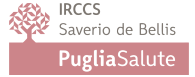 IRCCS
Saverio de Bellis
PugliaSalute